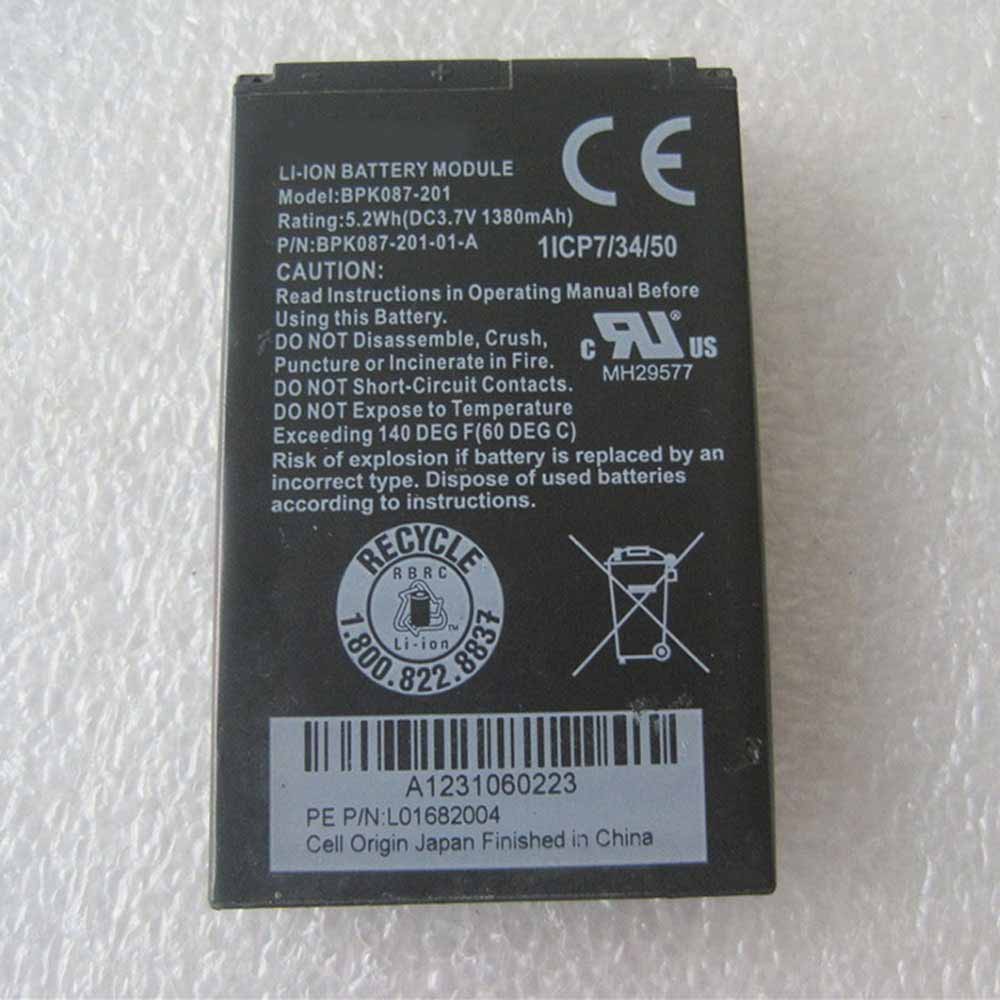 - +
CE
LI-ION BATTERY MODULE
Model:BPK087-201
Rating:5.2Wh(DC3.7V 1380mAh)
P/N:BPK087-201-01-A
1ICP7/34/50
CAUTION:
Read Instructions in Operating Manual Before
Using this Battery.
DO NOT Disassemble, Crush,
Puncture or Incinerate in Fire.
DO NOT Short-Circuit Contacts.
DO NOT Expose to Temperature
Exceeding 140 DEG F(60 DEG C)
c RU ® US
MH29577
Risk of explosion if battery is replaced by an
incorrect type. Dispose of used batteries
according to instructions.
RECYCLE
RBRC
Li-ion ™
1.800.822.8837
A1231060223
PE P/N:L01682004
Cell Origin Japan Finished in China